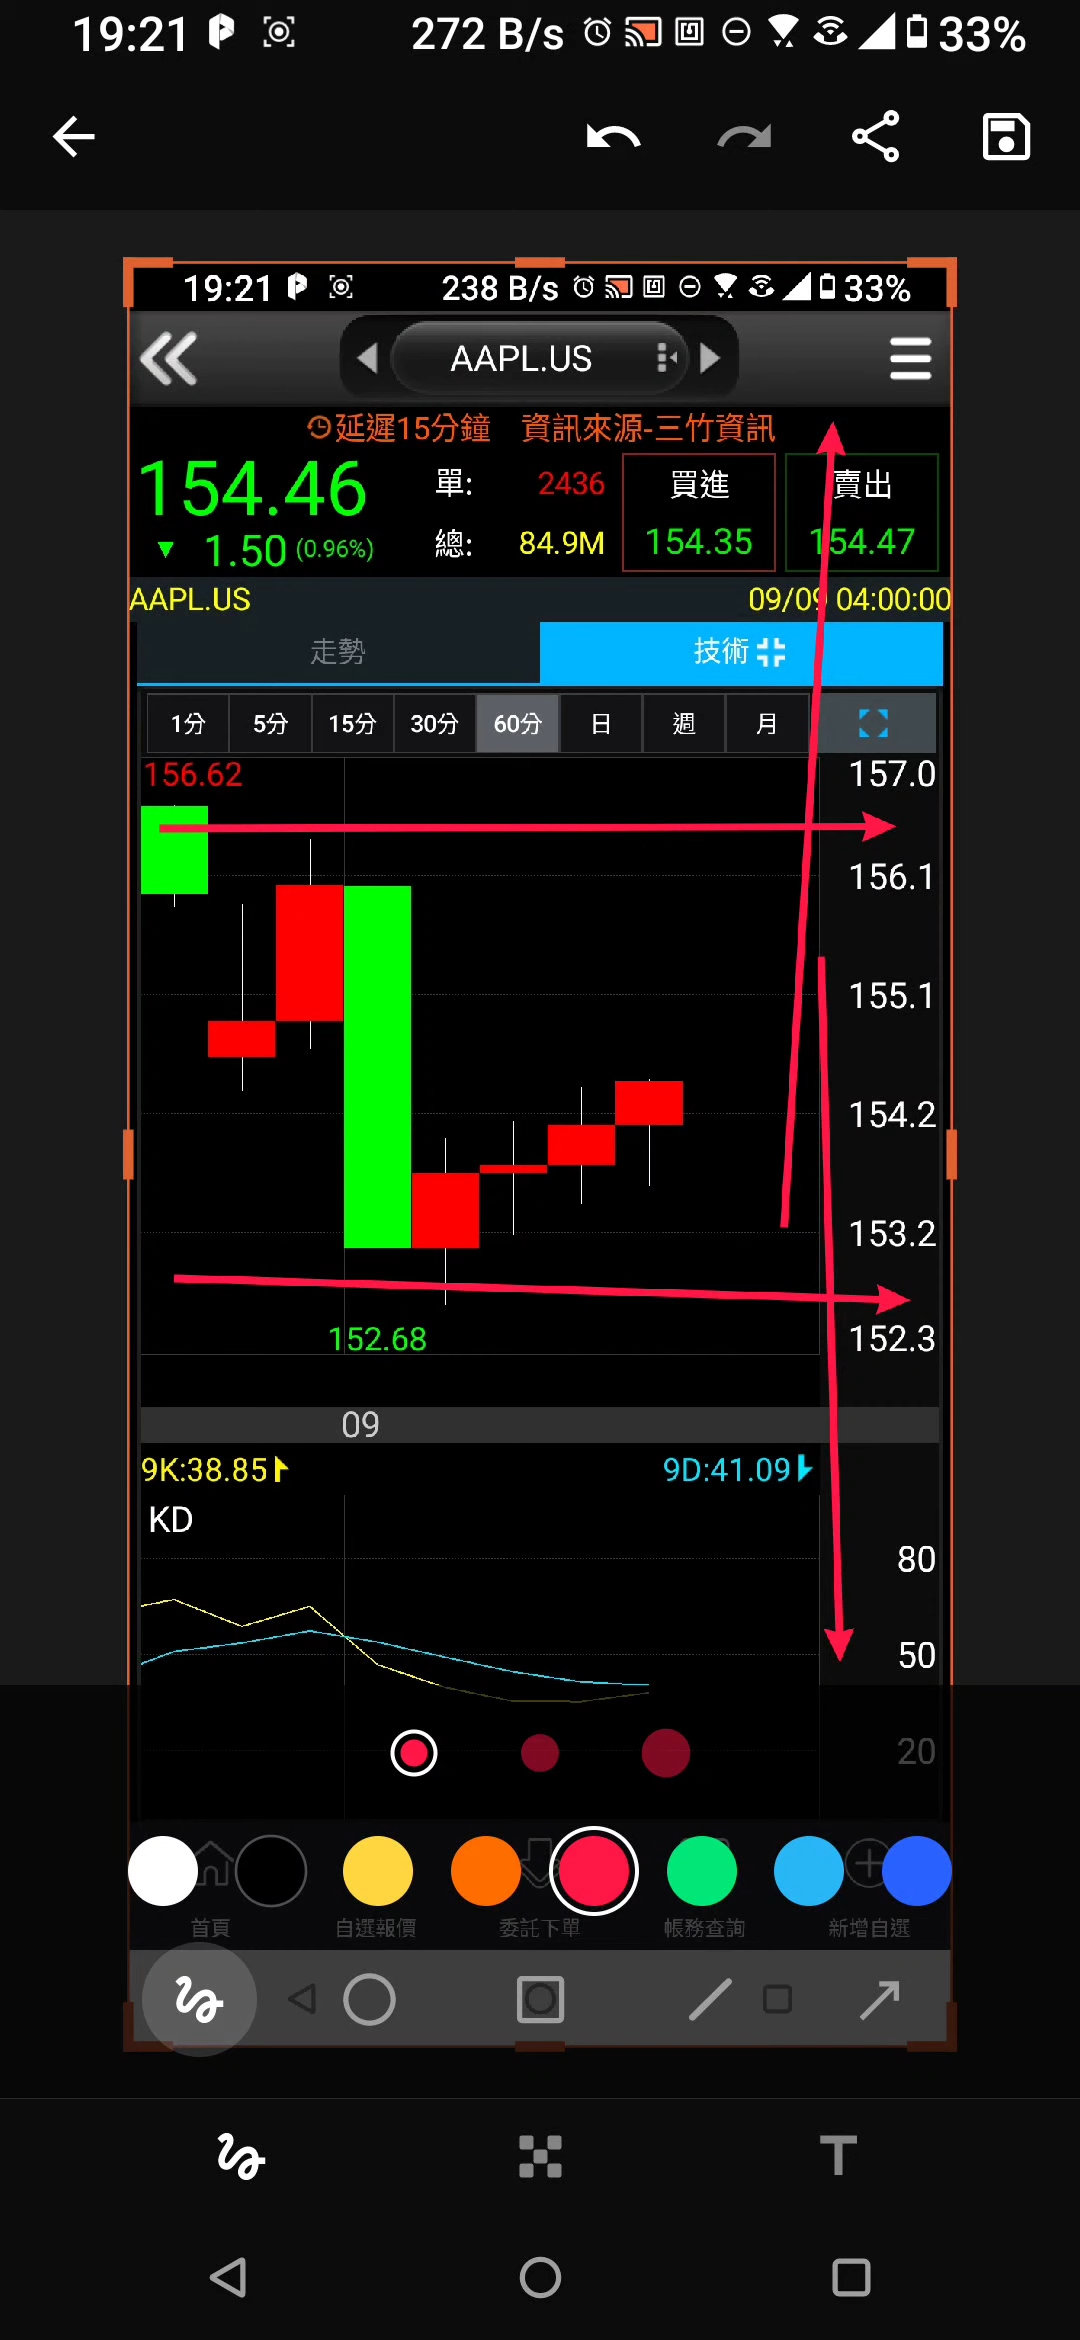 19:21 272 B/s 33%
19:21 238 B/s 33%
AAPL.US
延遲15分鐘 資訊來源-三竹資訊
154.46 單: 2436 買進 賣出
▼ 1.50 (0.96%) 總: 84.9M 154.35 154.47
AAPL.US 09/09 04:00:00
走勢 技術
1分 5分 15分 30分 60分 日 週 月
156.62 157.0
156.1
155.1
154.2
153.2
152.68 152.3
09
9K:38.85 9D:41.09
KD
80
50
20
首頁 自選報價 委託下單 帳務查詢 新增自選
T